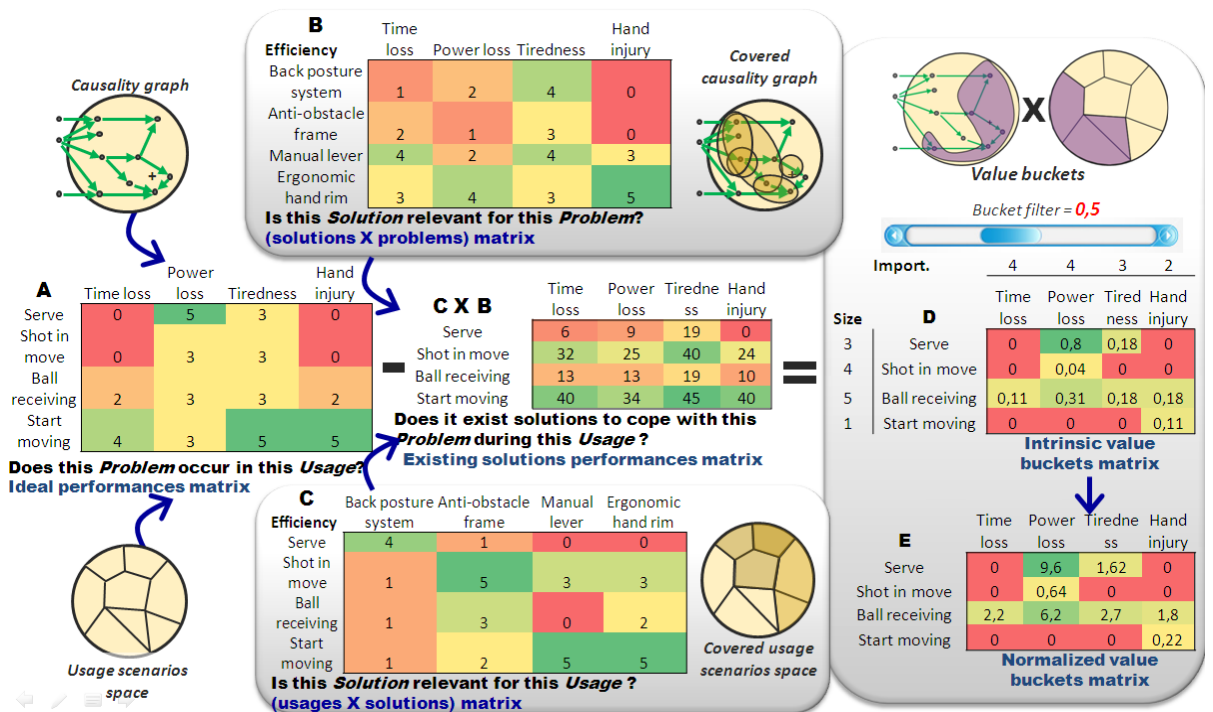 Causality graph
B
Efficiency
Time loss Power loss Tiredness Hand injury
Back posture system 1 2 4 0
Anti-obstacle frame 2 1 3 0
Manual lever 4 2 4 3
Ergonomic hand rim 3 4 3 5
Is this Solution relevant for this Problem?
(solutions X problems) matrix
Covered
causality graph
A
Time loss Power loss Tiredness Hand injury
Serve 0 5 3 0
Shot in move 0 3 3 0
Ball receiving 2 3 3 2
Start moving 4 3 5 5
Does this Problem occur in this Usage?
Ideal performances matrix
Usage scenarios
space
-
C X B
Time loss Power loss Tiredne ss Hand injury
Serve 6 9 19 0
Shot in move 32 25 40 24
Ball receiving 13 13 19 10
Start moving 40 34 45 40
Does it exist solutions to cope with this
Problem during this Usage ?
Existing solutions performances matrix
C
Efficiency
Back posture system Anti-obstacle frame Manual lever Ergonomic hand rim
Serve 4 1 0 0
Shot in move 1 5 3 3
Ball receiving 1 3 0 2
Start moving 1 2 5 5
Is this Solution relevant for this Usage ?
(usages X solutions) matrix
Covered usage
scenarios space
=
X
Value buckets
Bucket filter = 0,5
Import. 4 4 3 2
Size D Time loss Power loss Tired ness Hand injury
3 Serve 0 0,8 0,18 0
4 Shot in move 0 0,04 0 0
5 Ball receiving 0,11 0,31 0,18 0,18
1 Start moving 0 0 0 0,11
Intrinsic value
buckets matrix
E
Time loss Power loss Tiredne ss Hand injury
Serve 0 9,6 1,62 0
Shot in move 0 0,64 0 0
Ball receiving 2,2 6,2 2,7 1,8
Start moving 0 0 0 0,22
Normalized value
buckets matrix